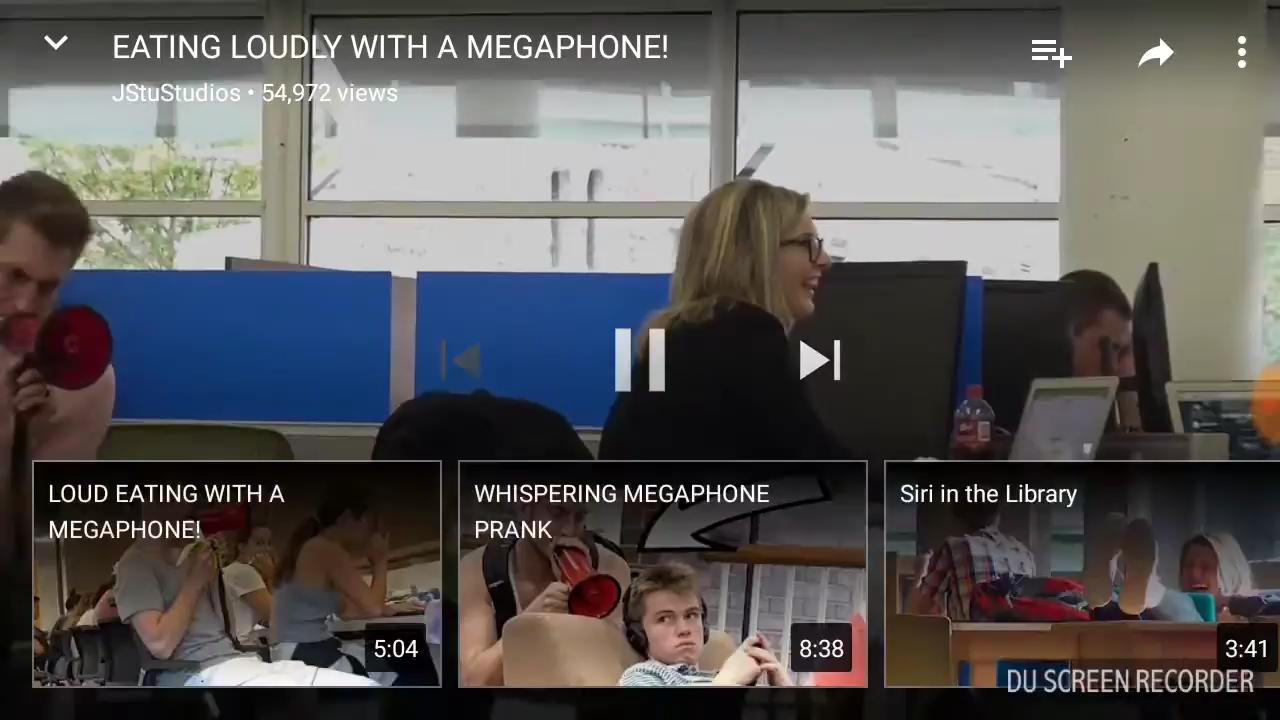 EATING LOUDLY WITH A MEGAPHONE!
JStuStudios • 54,972 views
LOUD EATING WITH A
MEGAPHONE!
5:04
WHISPERING MEGAPHONE
PRANK
8:38
Siri in the Library
3:41
DU SCREEN RECORDER